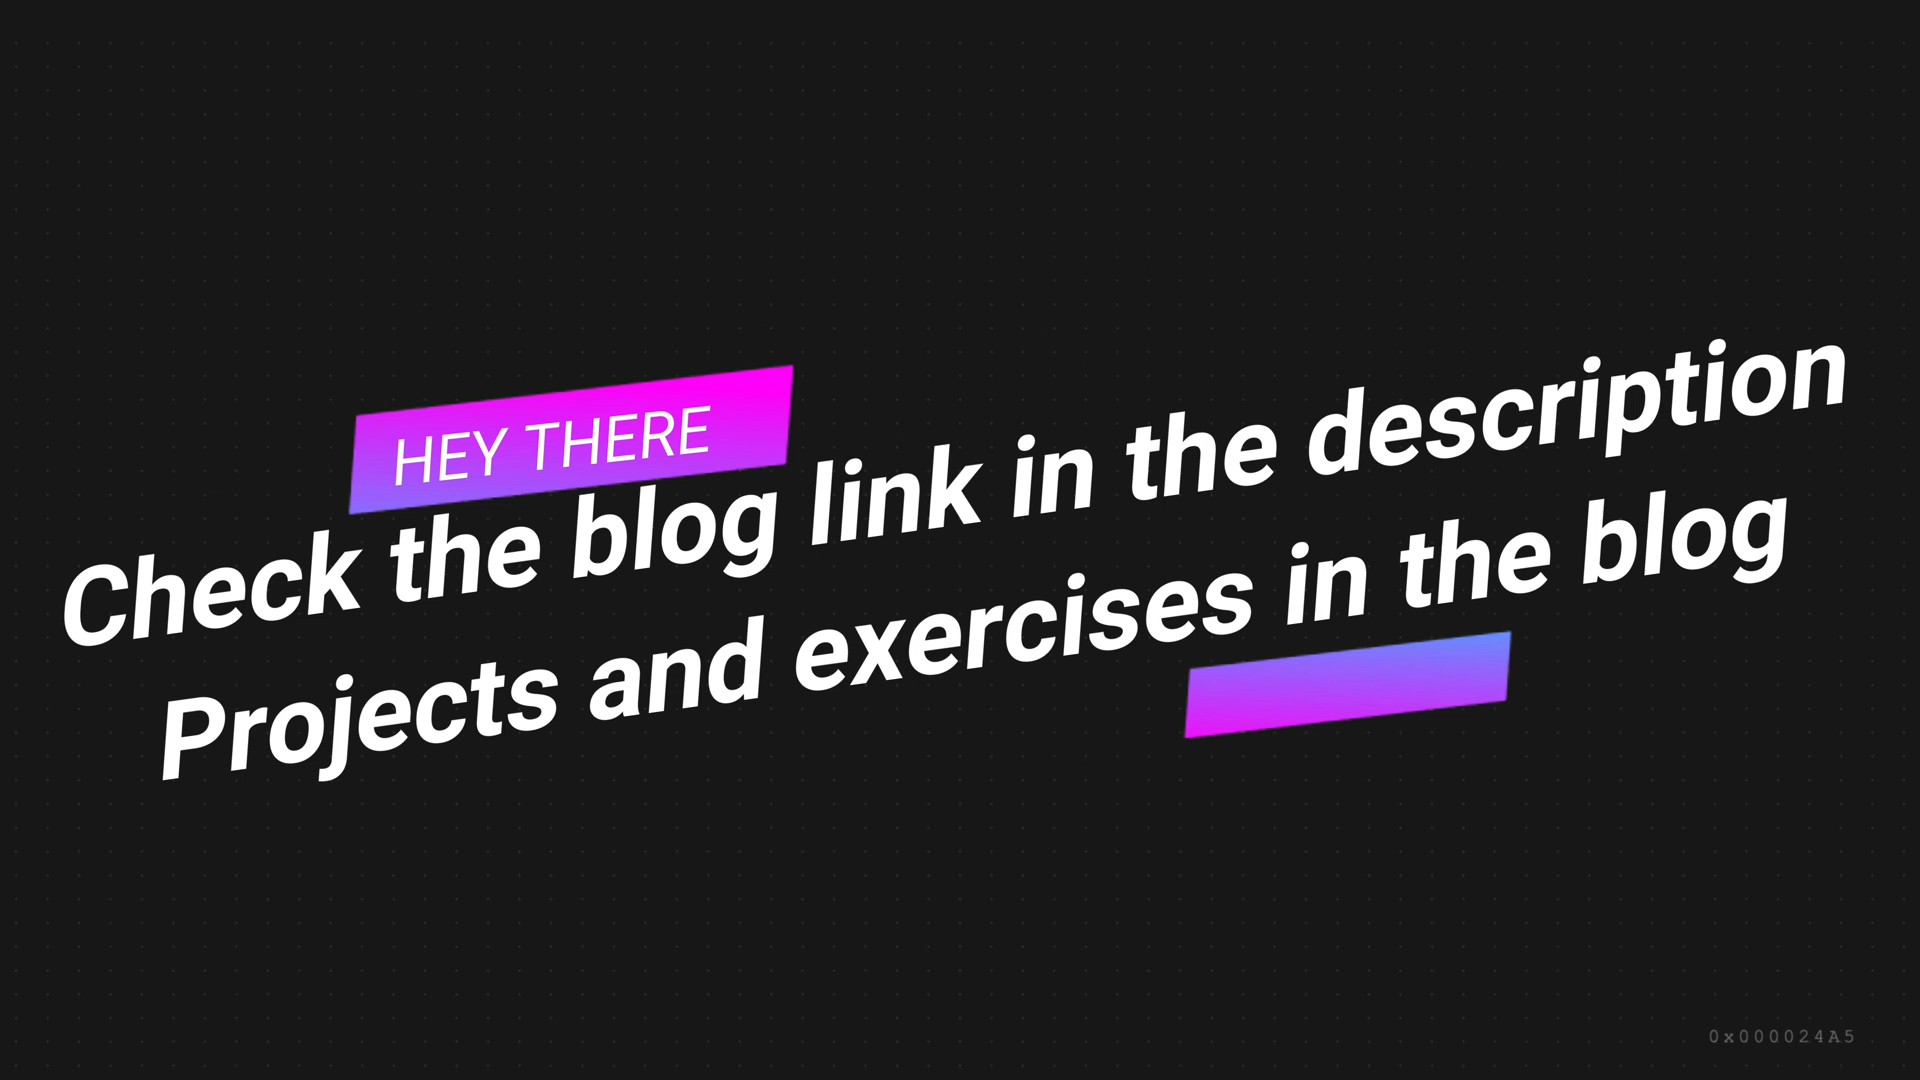 HEY THERE
Check the blog link in the description
Projects and exercises in the blog
0x000024A5